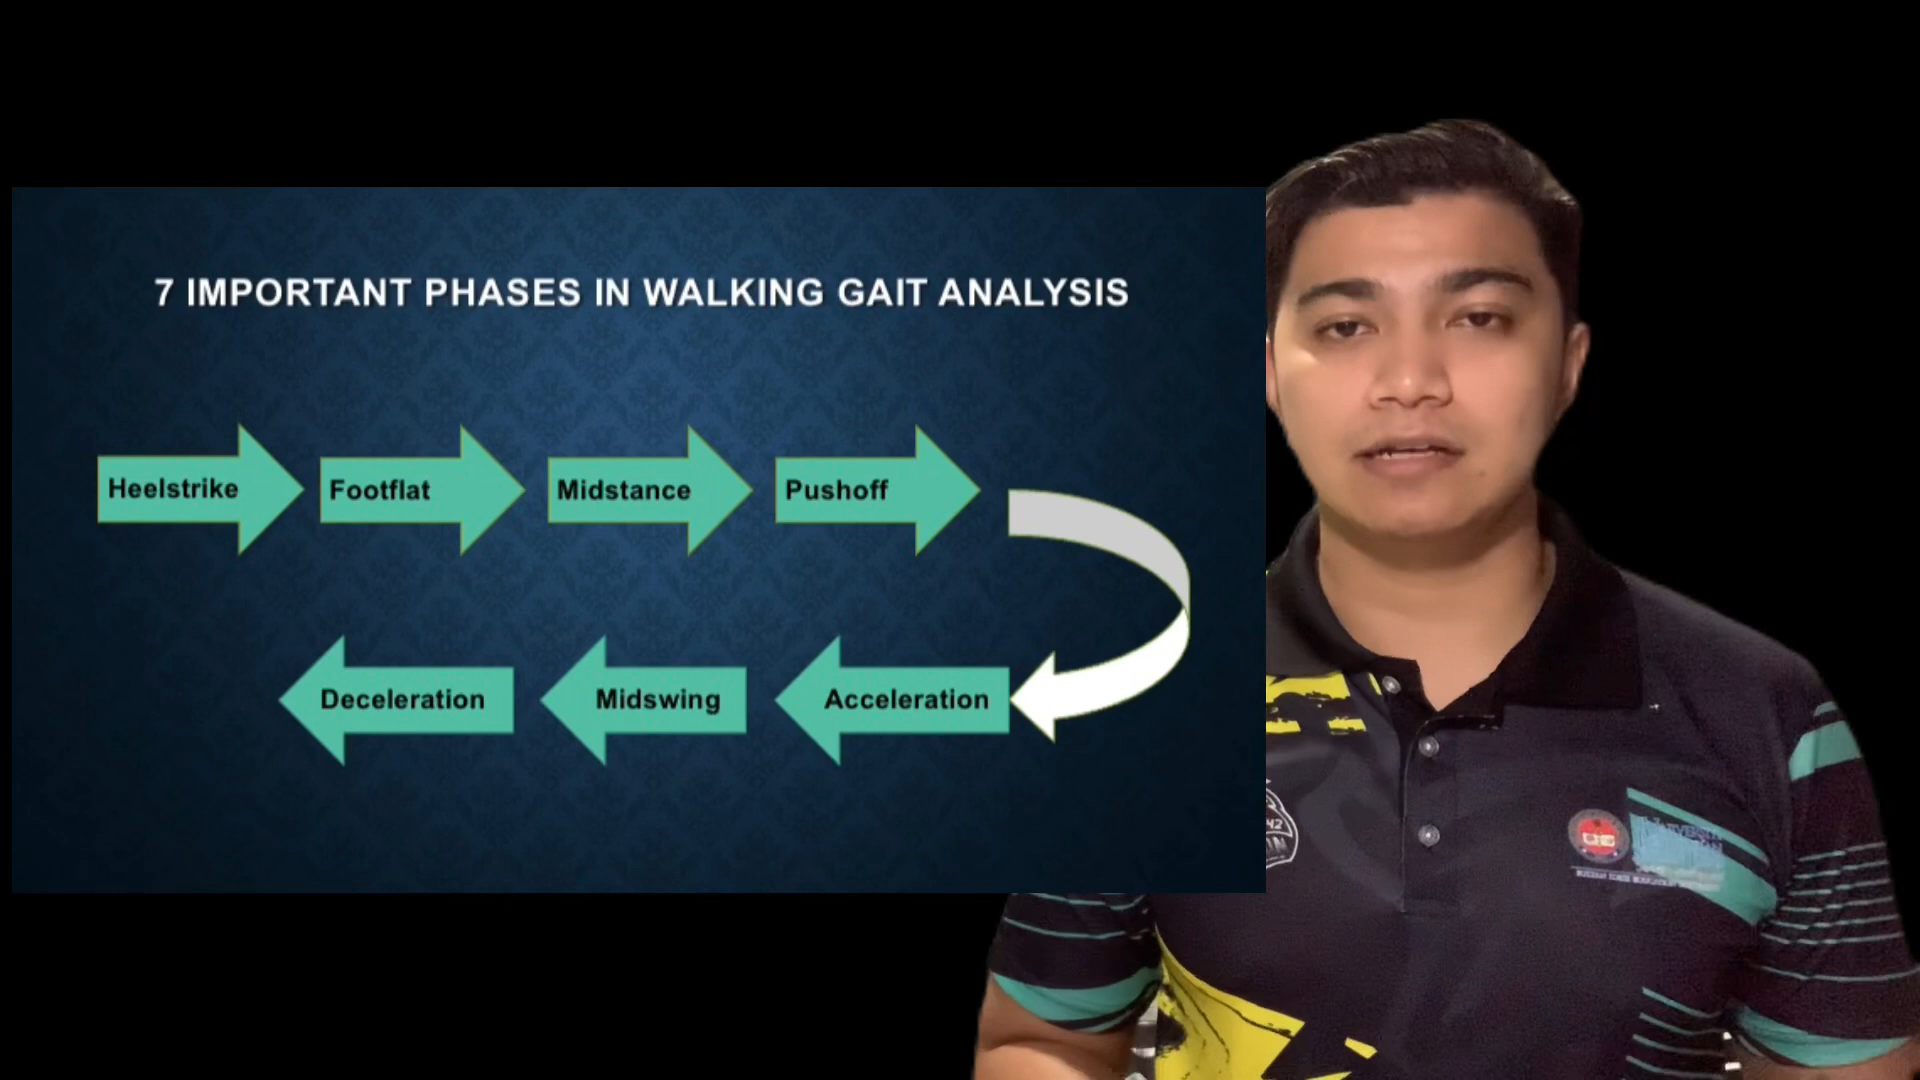 7 IMPORTANT PHASES IN WALKING GAIT ANALYSIS
Heelstrike
Footflat
Midstance
Pushoff
Deceleration
Midswing
Acceleration